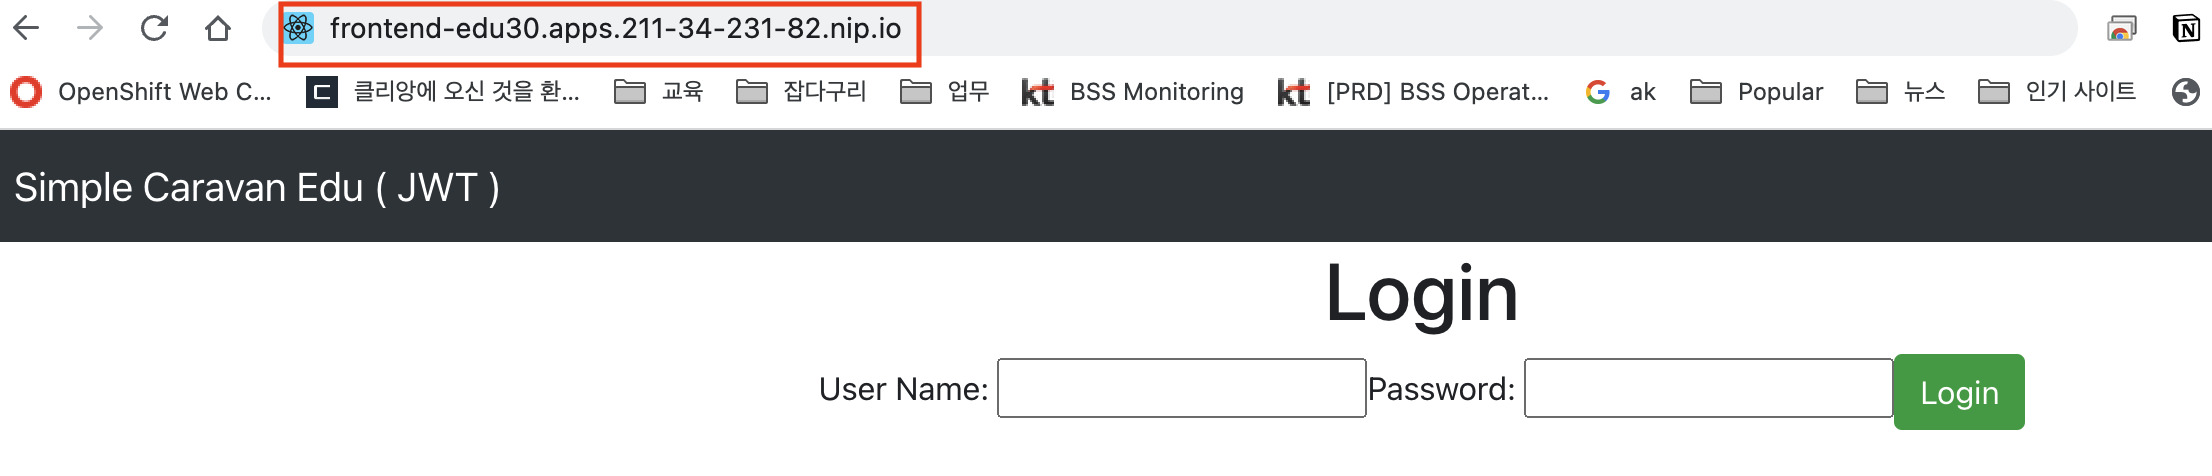 frontend-edu30.apps.211-34-231-82.nip.io
OpenShift Web C... 클리앙에 오신 것을 환... 교육 잡다구리 업무 kt BSS Monitoring kt [PRD] BSS Operat... ak Popular 뉴스 인기 사이트
Simple Caravan Edu ( JWT )
Login
User Name: Password: Login